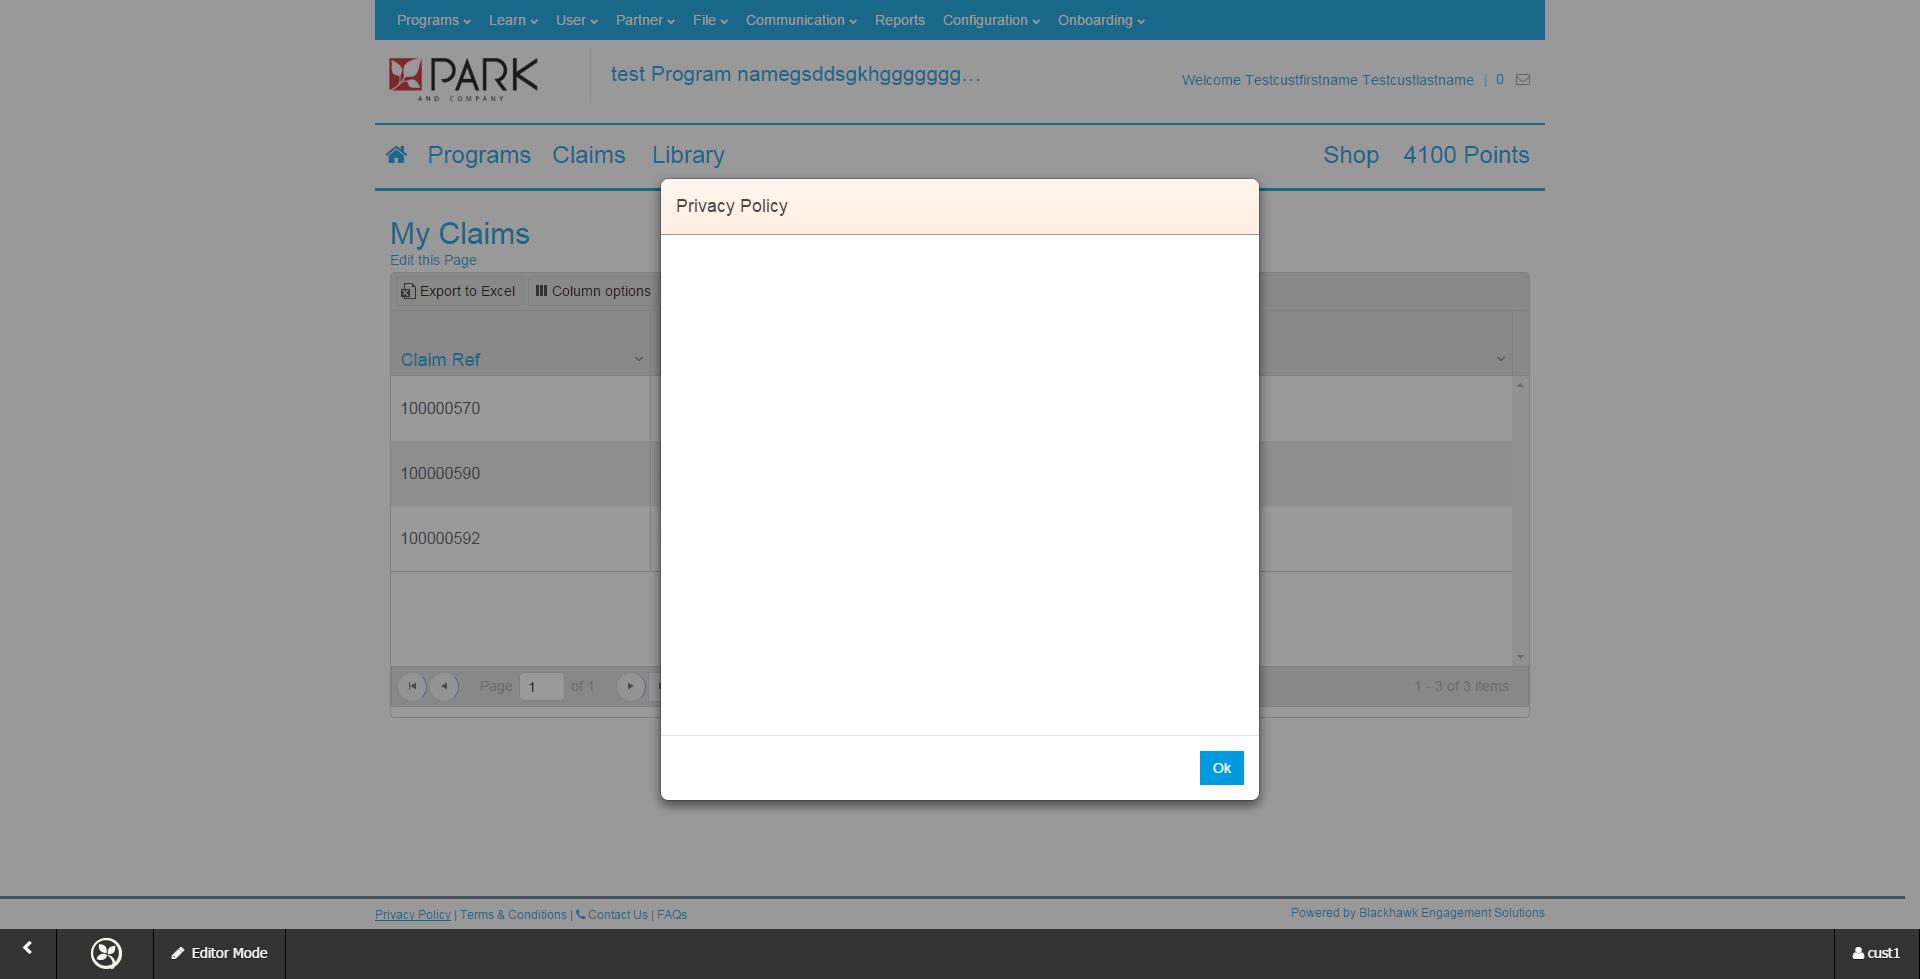 Programs Learn User Partner File Communication Reports Configuration Onboarding
PARK
AND COMPANY
test Program namegsddsgkhggggggg...
Welcome Testcustfirstname Testcustlastname | 0
Programs Claims Library Shop 4100 Points
Privacy Policy
My Claims
Edit this Page
Export to Excel Column options
Claim Ref
100000570
100000590
100000592
Page 1 of 1 1 - 3 of 3 items
Ok
Privacy Policy | Terms & Conditions | Contact Us | FAQs
Powered by Blackhawk Engagement Solutions
Editor Mode cust1